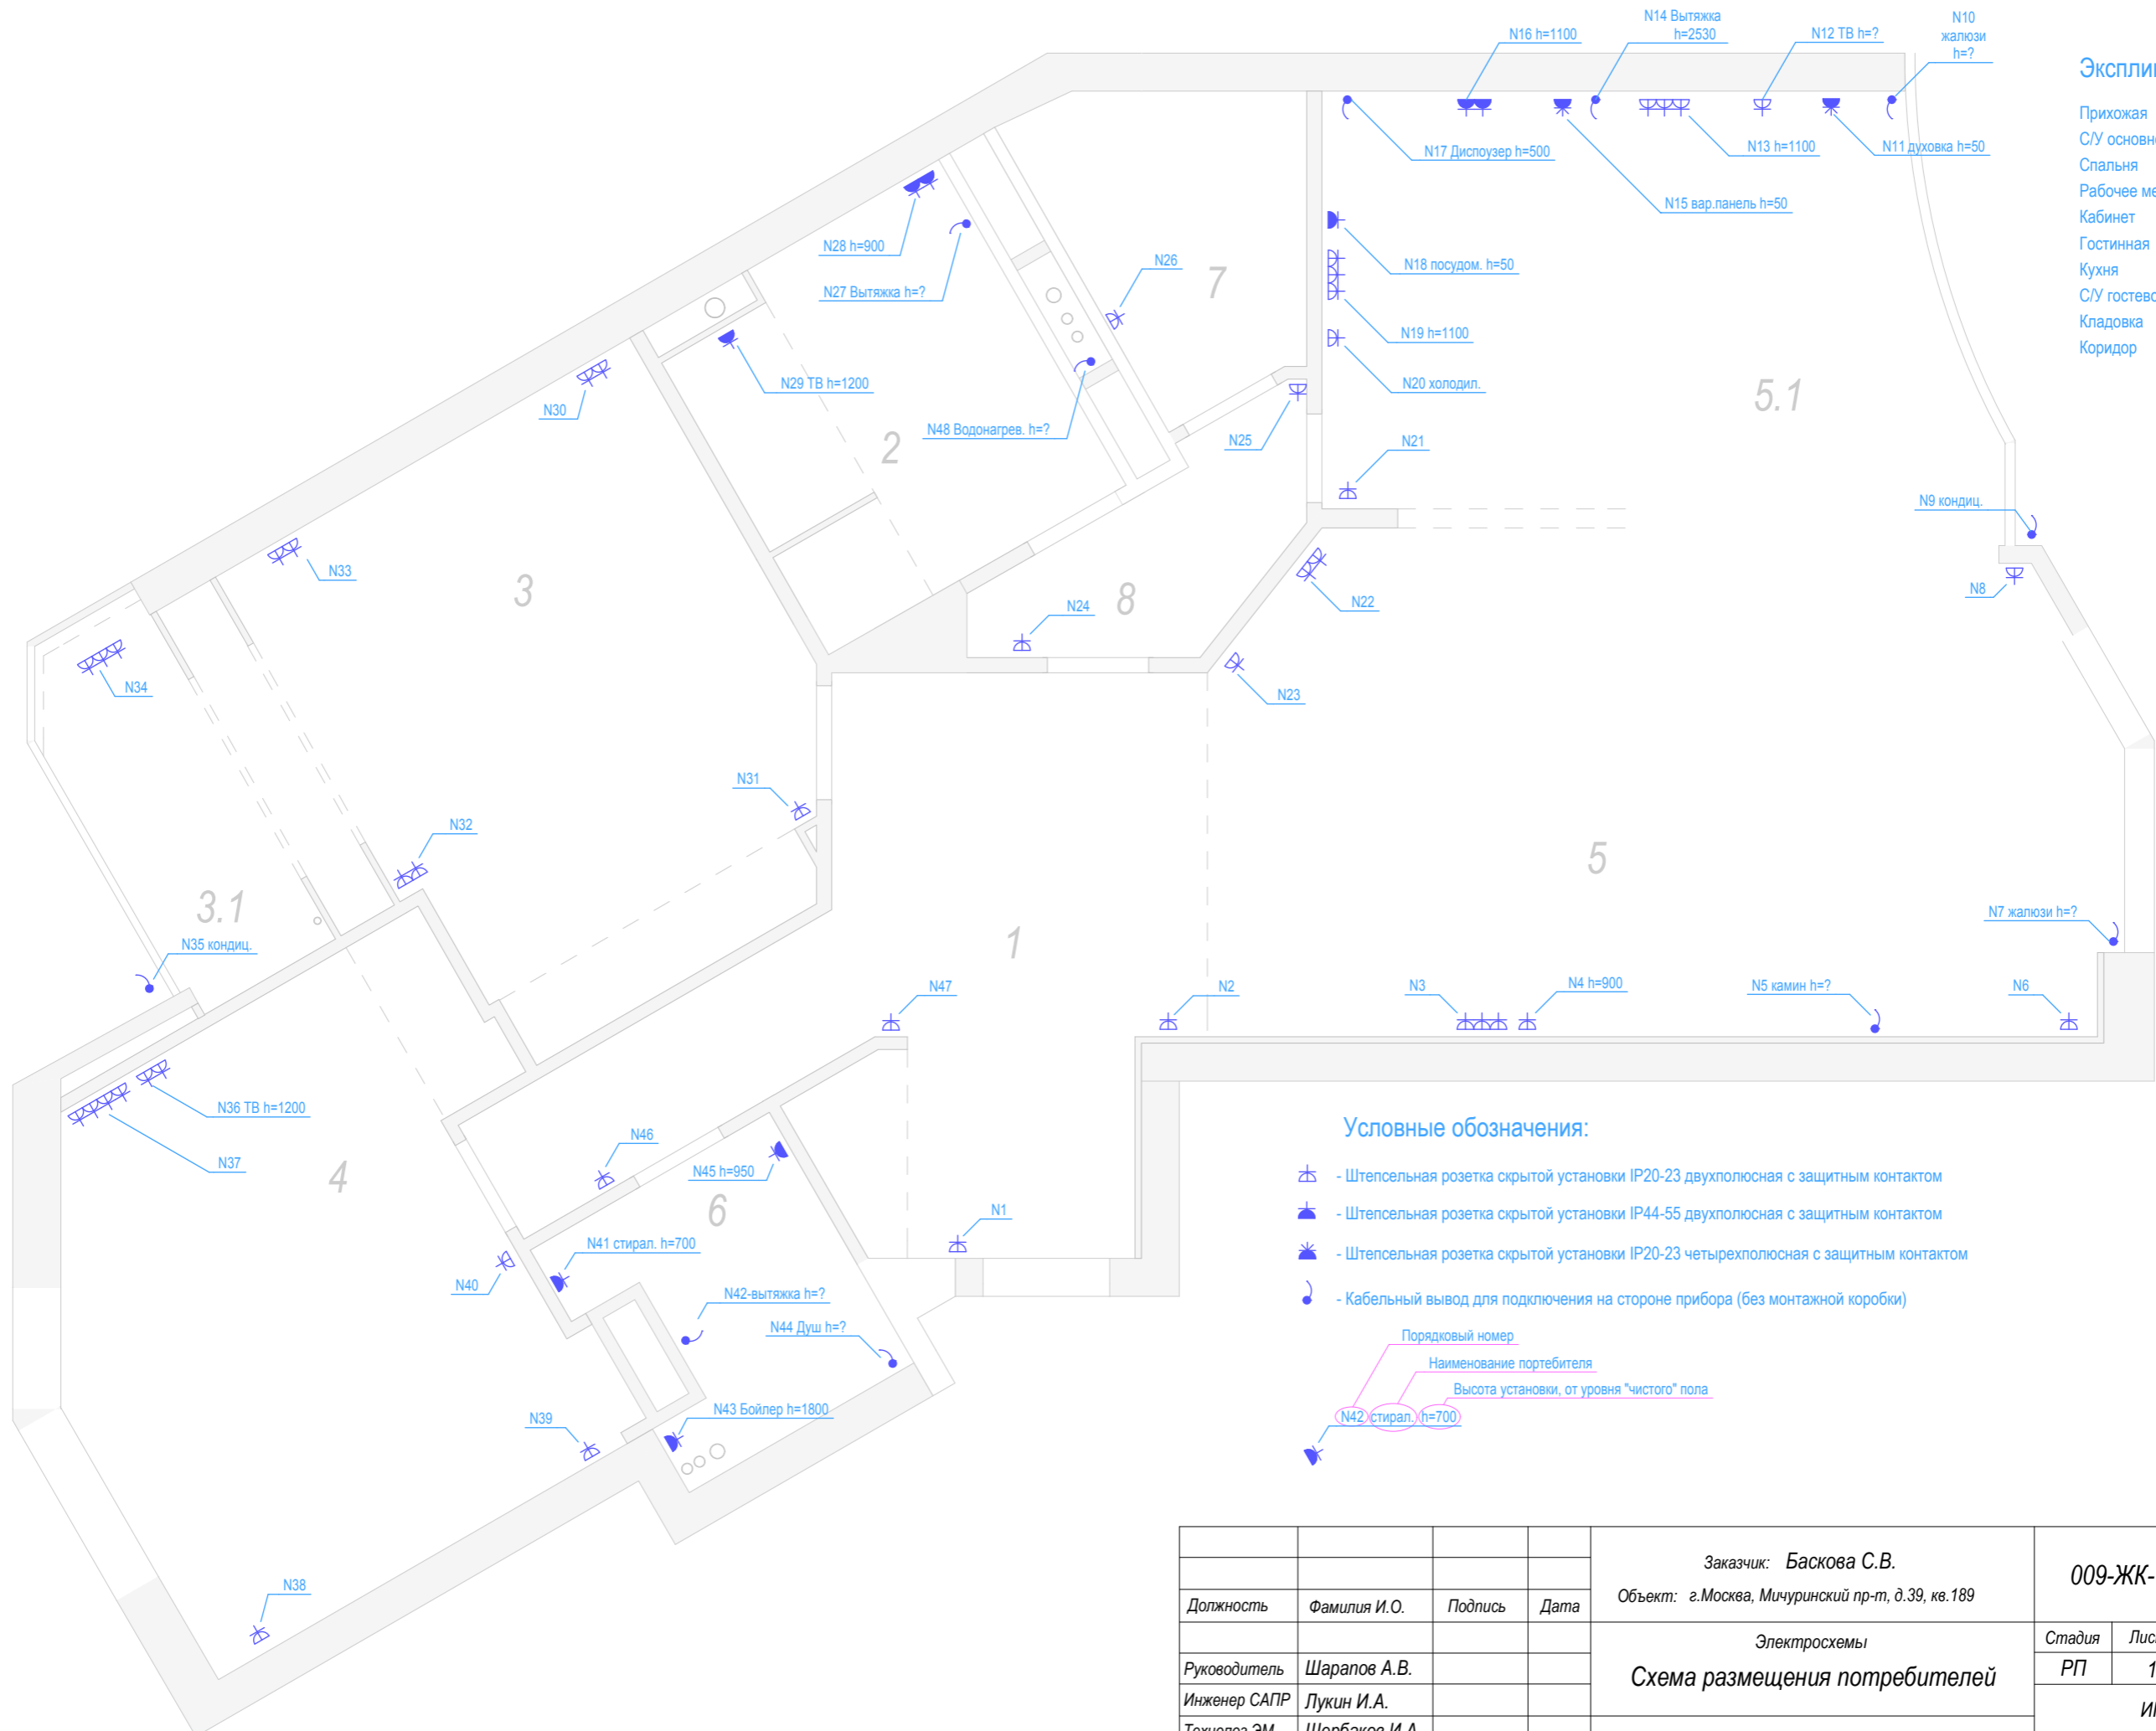 N16 h=1100
N14 Вытяжка
h=2530
N12 ТВ h=?
N10
жалюзи
h=?
N17 Диспоузер h=500
N13 h=1100
N11 духовка h=50
N15 вар.панель h=50
N28 h=900
N27 Вытяжка h=?
N26
7
N18 посудом. h=50
N19 h=1100
N20 холодил.
N29 ТВ h=1200
N30
N48 Водонагрев. h=?
2
N25
N21
5.1
N9 кондиц.
N33
3
N24
8
N22
N8
N34
N23
N31
N32
5
3.1
N35 кондиц.
1
N7 жалюзи h=?
N47
N2
N3
N4 h=900
N5 камин h=?
N6
N36 ТВ h=1200
N37
4
N46
N45 h=950
6
N1
N41 стирал. h=700
N40
N42-вытяжка h=?
N44 Душ h=?
N39
N43 Бойлер h=1800
N38
Прихожая
Спальня
Кабинет
Гостинная
Кухня
Кладовка
Коридор
Условные обозначения:
- Штепсельная розетка скрытой установки IP20-23 двухполюсная с защитным контактом
- Штепсельная розетка скрытой установки IP44-55 двухполюсная с защитным контактом
- Штепсельная розетка скрытой установки IP20-23 четырехполюсная с защитным контактом
- Кабельный вывод для подключения на стороне прибора (без монтажной коробки)
Порядковый номер
Наименование портебителя
Высота установки, от уровня "чистого" пола
N42 стирал. h=700
Заказчик: Баскова С.В.
Объект: г.Москва, Мичуринский пр-т, д.39, кв.189
009-ЖК-
Должность Фамилия И.О. Подпись Дата
Электросхемы
Схема размещения потребителей
Стадия
РП
1
Руководитель Шарапов А.В.
Инженер САПР Лукин И.А.
Технолог ЭМ Щербаков И.А.